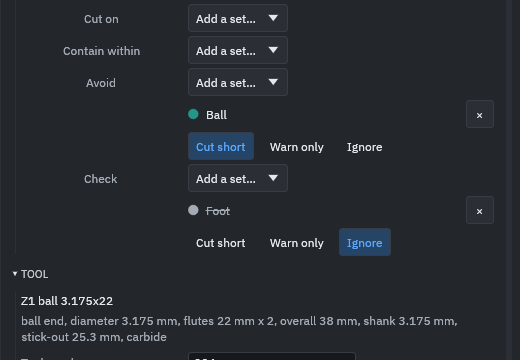 Cut on Add a set...
Contain within Add a set...
Avoid Add a set...
Ball ×
Cut short Warn only Ignore
Check Add a set...
Foot ×
Cut short Warn only Ignore
▾ TOOL
Z1 ball 3.175x22
ball end, diameter 3.175 mm, flutes 22 mm x 2, overall 38 mm, shank 3.175 mm,
stick-out 25.3 mm, carbide